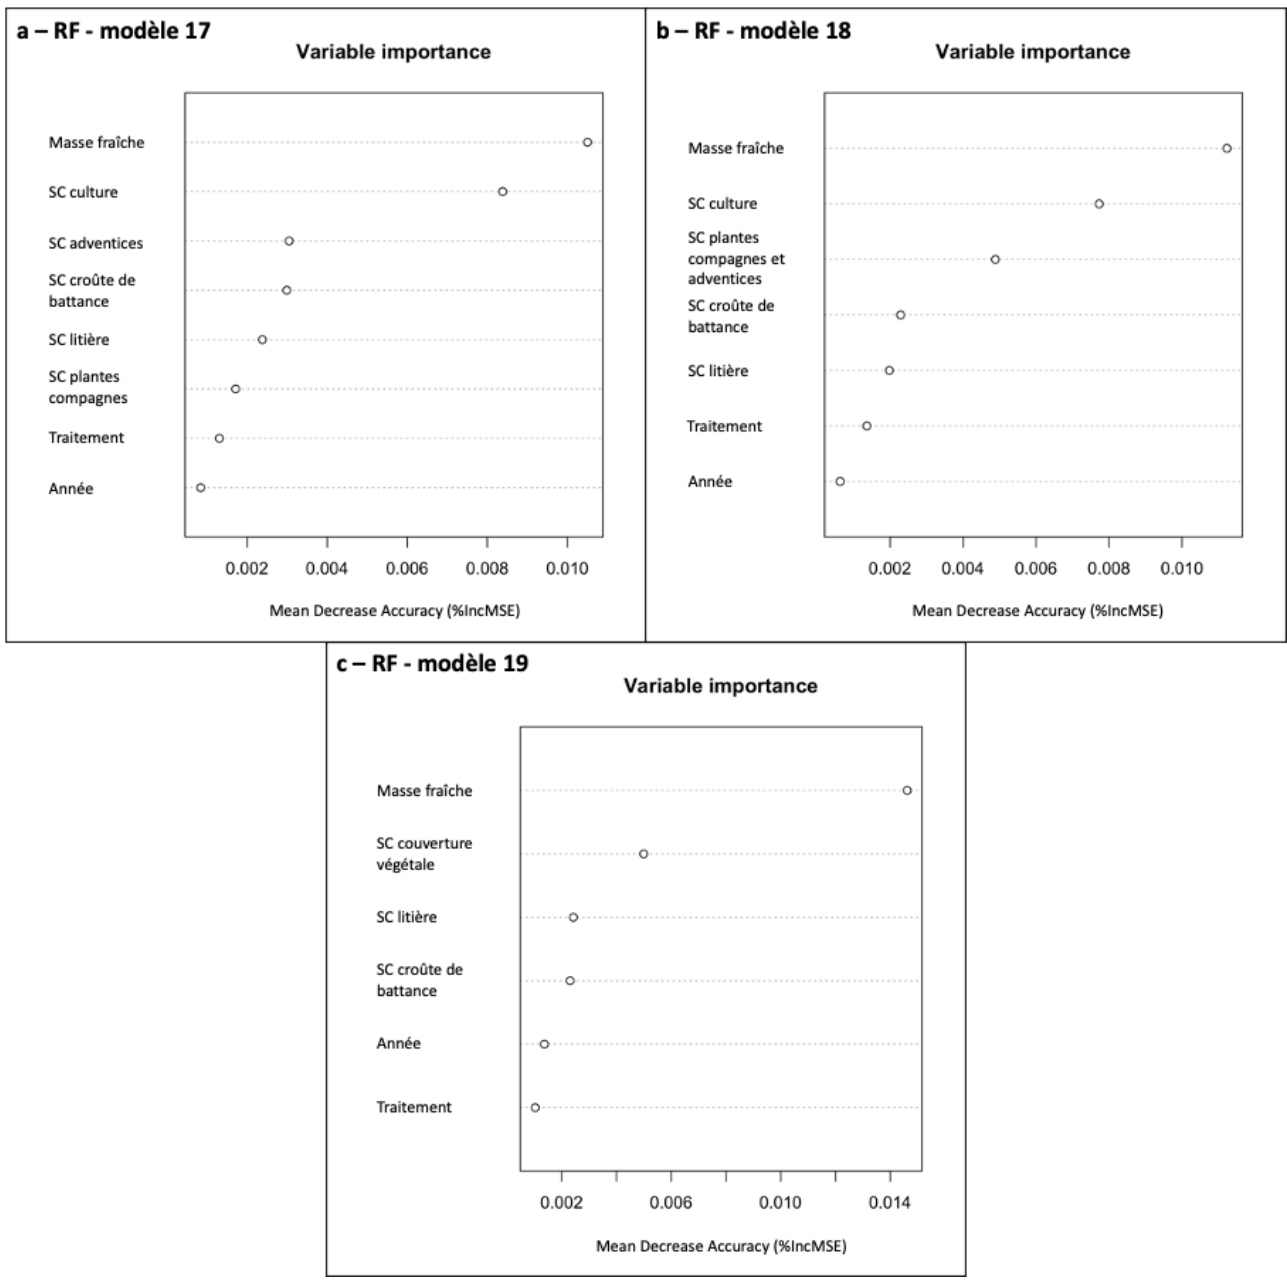 a – RF - modèle 17
Variable importance
Masse fraîche
SC culture
SC adventices
SC croûte de
battance
SC litière
SC plantes
compagnes
Traitement
Année
0.002 0.004 0.006 0.008 0.010
Mean Decrease Accuracy (%IncMSE)
b – RF - modèle 18
Variable importance
Masse fraîche
SC culture
SC plantes
compagnes et
adventices
SC croûte de
battance
SC litière
Traitement
Année
0.002 0.004 0.006 0.008 0.010
Mean Decrease Accuracy (%IncMSE)
c – RF - modèle 19
Variable importance
Masse fraîche
SC couverture
végétale
SC litière
SC croûte de
battance
Année
Traitement
0.002 0.006 0.010 0.014
Mean Decrease Accuracy (%IncMSE)